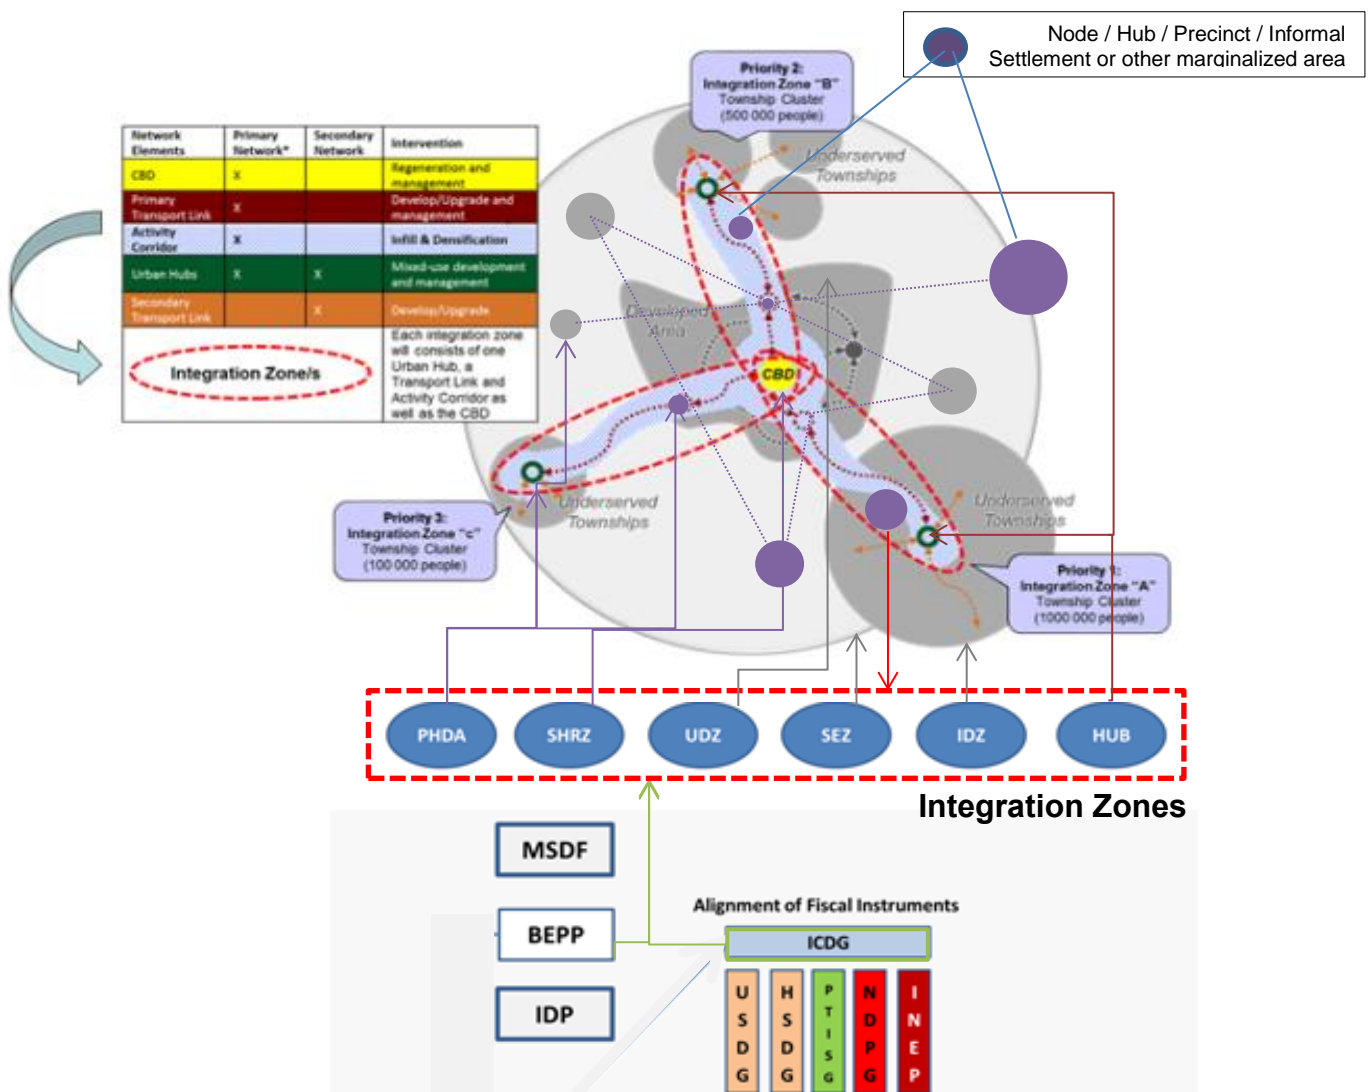 Node / Hub / Precinct / Informal
Settlement or other marginalized area
Priority 2:
Integration Zone "B"
Township Cluster
(500 000 people)
Network Elements
Primary Network*
Secondary Network
Intervention
CBD
X
Regeneration and management
Primary Transport Link
X
Develop/Upgrade and management
Activity Corridor
X
Infill & Densification
Urban Hubs
X
X
Mixed-use development and management
Secondary Transport Link
X
Develop/Upgrade
Integration Zone/s
Each integration zone
will consists of one
Urban Hub, a
Transport Link and
Activity Corridor as
well as the CBD
Underserved
Townships
Developed
Area
CBD
Underserved
Townships
Underserved
Townships
Priority 3:
Integration Zone "c"
Township Cluster
(100 000 people)
Priority 1:
Integration Zone "A"
Township Cluster
(1000 000 people)
PHDA
SHRZ
UDZ
SEZ
IDZ
HUB
Integration Zones
MSDF
BEPP
IDP
Alignment of Fiscal Instruments
ICDG
USDG
HSDG
PTISG
NDPG
INEP